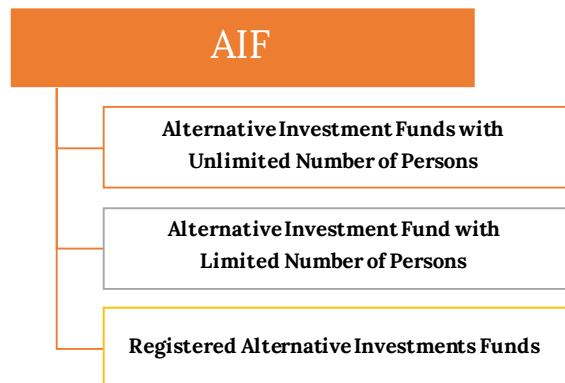 AIF
Alternative Investment Funds with
Unlimited Number of Persons
Alternative Investment Fund with
Limited Number of Persons
Registered Alternative Investments Funds